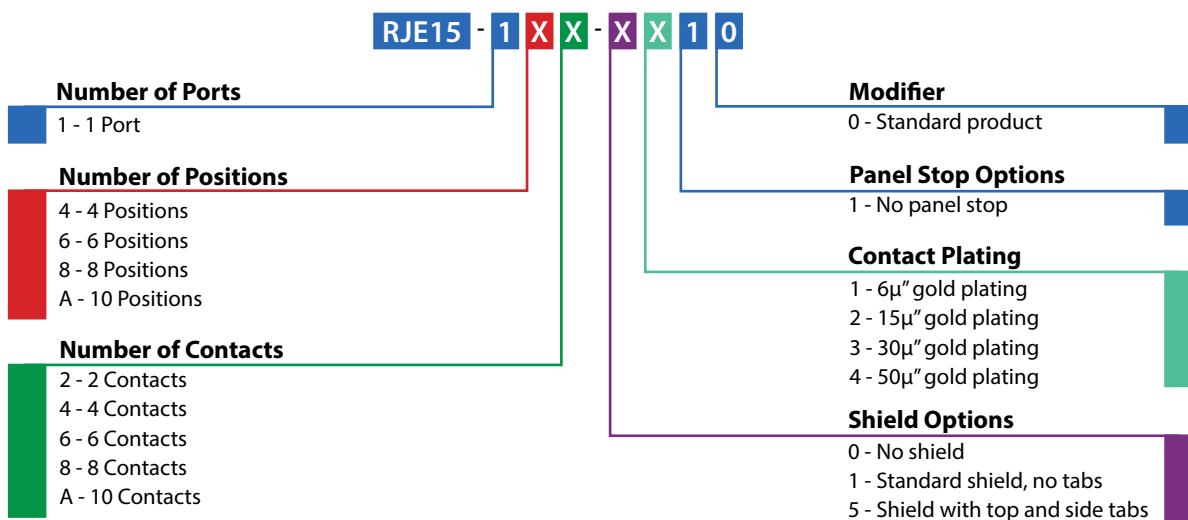 RJE15 - 1 X X - X X 1 0
Number of Ports
1 - 1 Port
Number of Positions
4 - 4 Positions
6 - 6 Positions
8 - 8 Positions
A - 10 Positions
Number of Contacts
2 - 2 Contacts
4 - 4 Contacts
6 - 6 Contacts
8 - 8 Contacts
A - 10 Contacts
Modifier
0 - Standard product
Panel Stop Options
1 - No panel stop
Contact Plating
1 - 6µ” gold plating
2 - 15µ” gold plating
3 - 30µ” gold plating
4 - 50µ” gold plating
Shield Options
0 - No shield
1 - Standard shield, no tabs
5 - Shield with top and side tabs